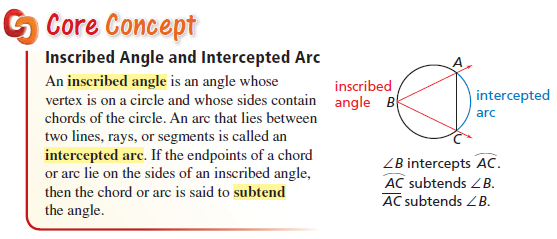 Core Concept
Inscribed Angle and Intercepted Arc
An inscribed angle is an angle whose
vertex is on a circle and whose sides contain
chords of the circle. An arc that lies between
two lines, rays, or segments is called an
intercepted arc. If the endpoints of a chord
or arc lie on the sides of an inscribed angle,
then the chord or arc is said to subtend
the angle.
A
inscribed
angle B
intercepted
arc
C
∠B intercepts A͡C.
A͡C subtends ∠B.
A̅C̅ subtends ∠B.